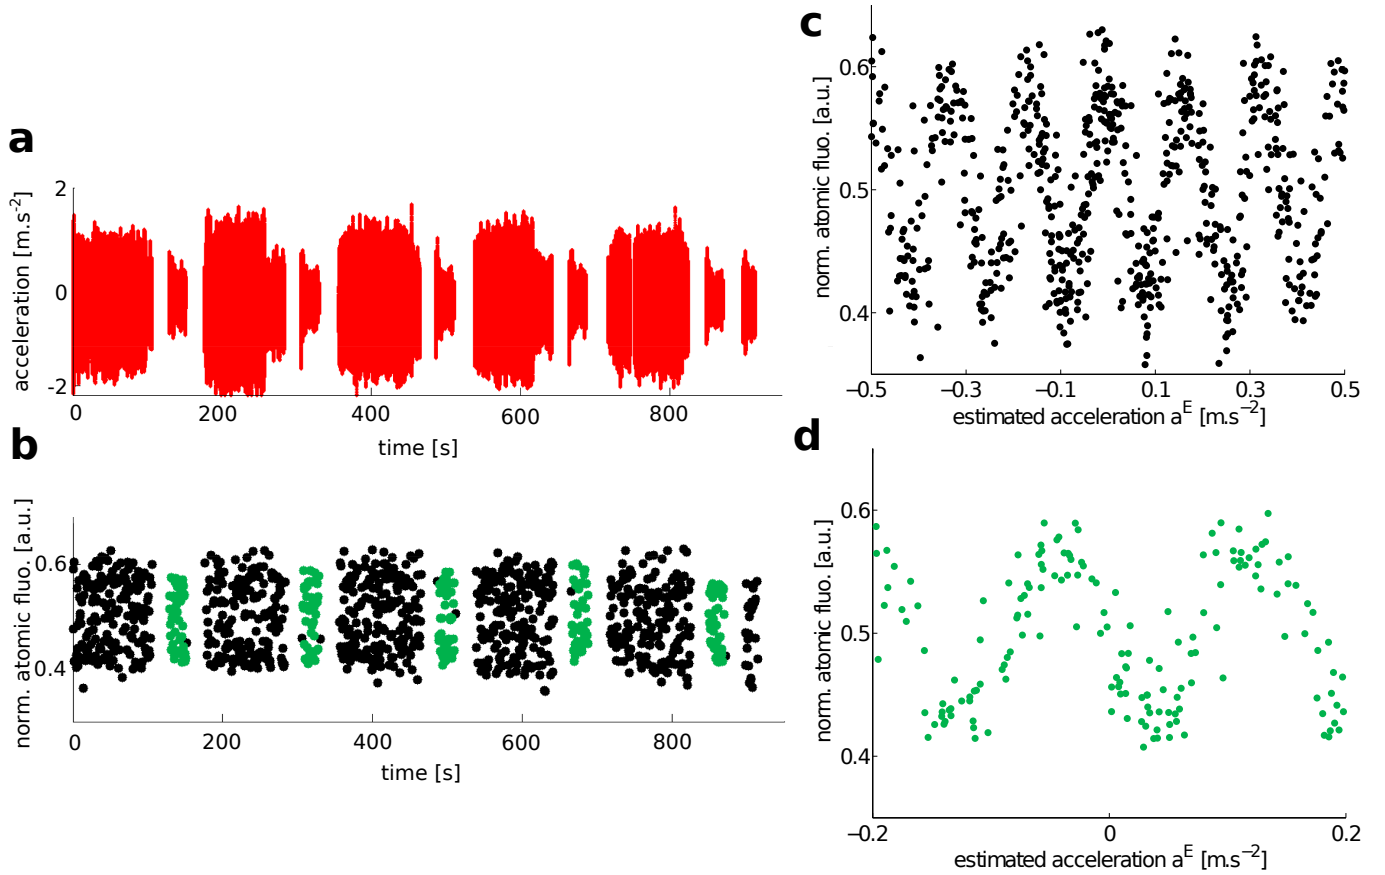 a
acceleration [m.s-2]
2
0
-2
0 200 400 600 800
time [s]
b
norm. atomic fluo. [a.u.]
0.6
0.4
0 200 400 600 800
time [s]
c
norm. atomic fluo. [a.u.]
0.6
0.5
0.4
−0.5 −0.3 −0.1 0.1 0.3 0.5
estimated acceleration aE [m.s−2]
d
norm. atomic fluo. [a.u.]
0.6
0.5
0.4
−0.2 0 0.2
estimated acceleration aE [m.s−2]